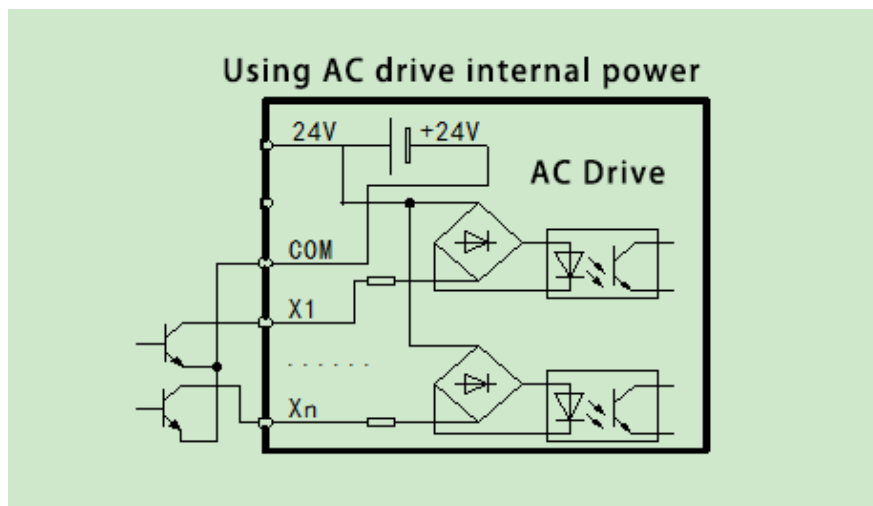 Using AC drive internal power
24V
+24V
AC Drive
COM
X1
. . . . . .
Xn